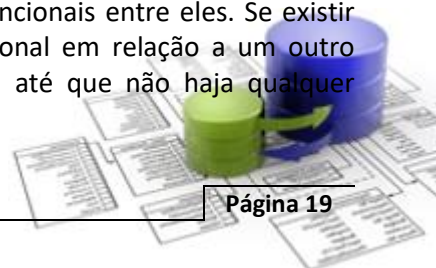 ncionais entre eles. Se existir
onal em relação a um outro
até que não haja qualquer
Página 19